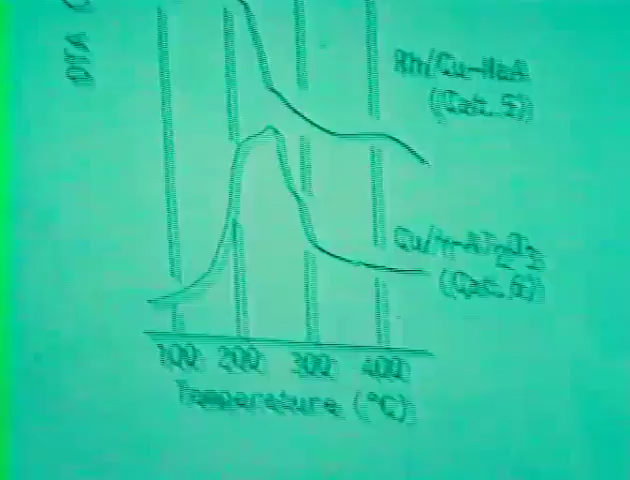 DTA (
Rh/Cu-NaA
(Cat. 5)
Cu/γ-Al2O3
(Cat. 6)
100 200 300 400
Temperature (°C)